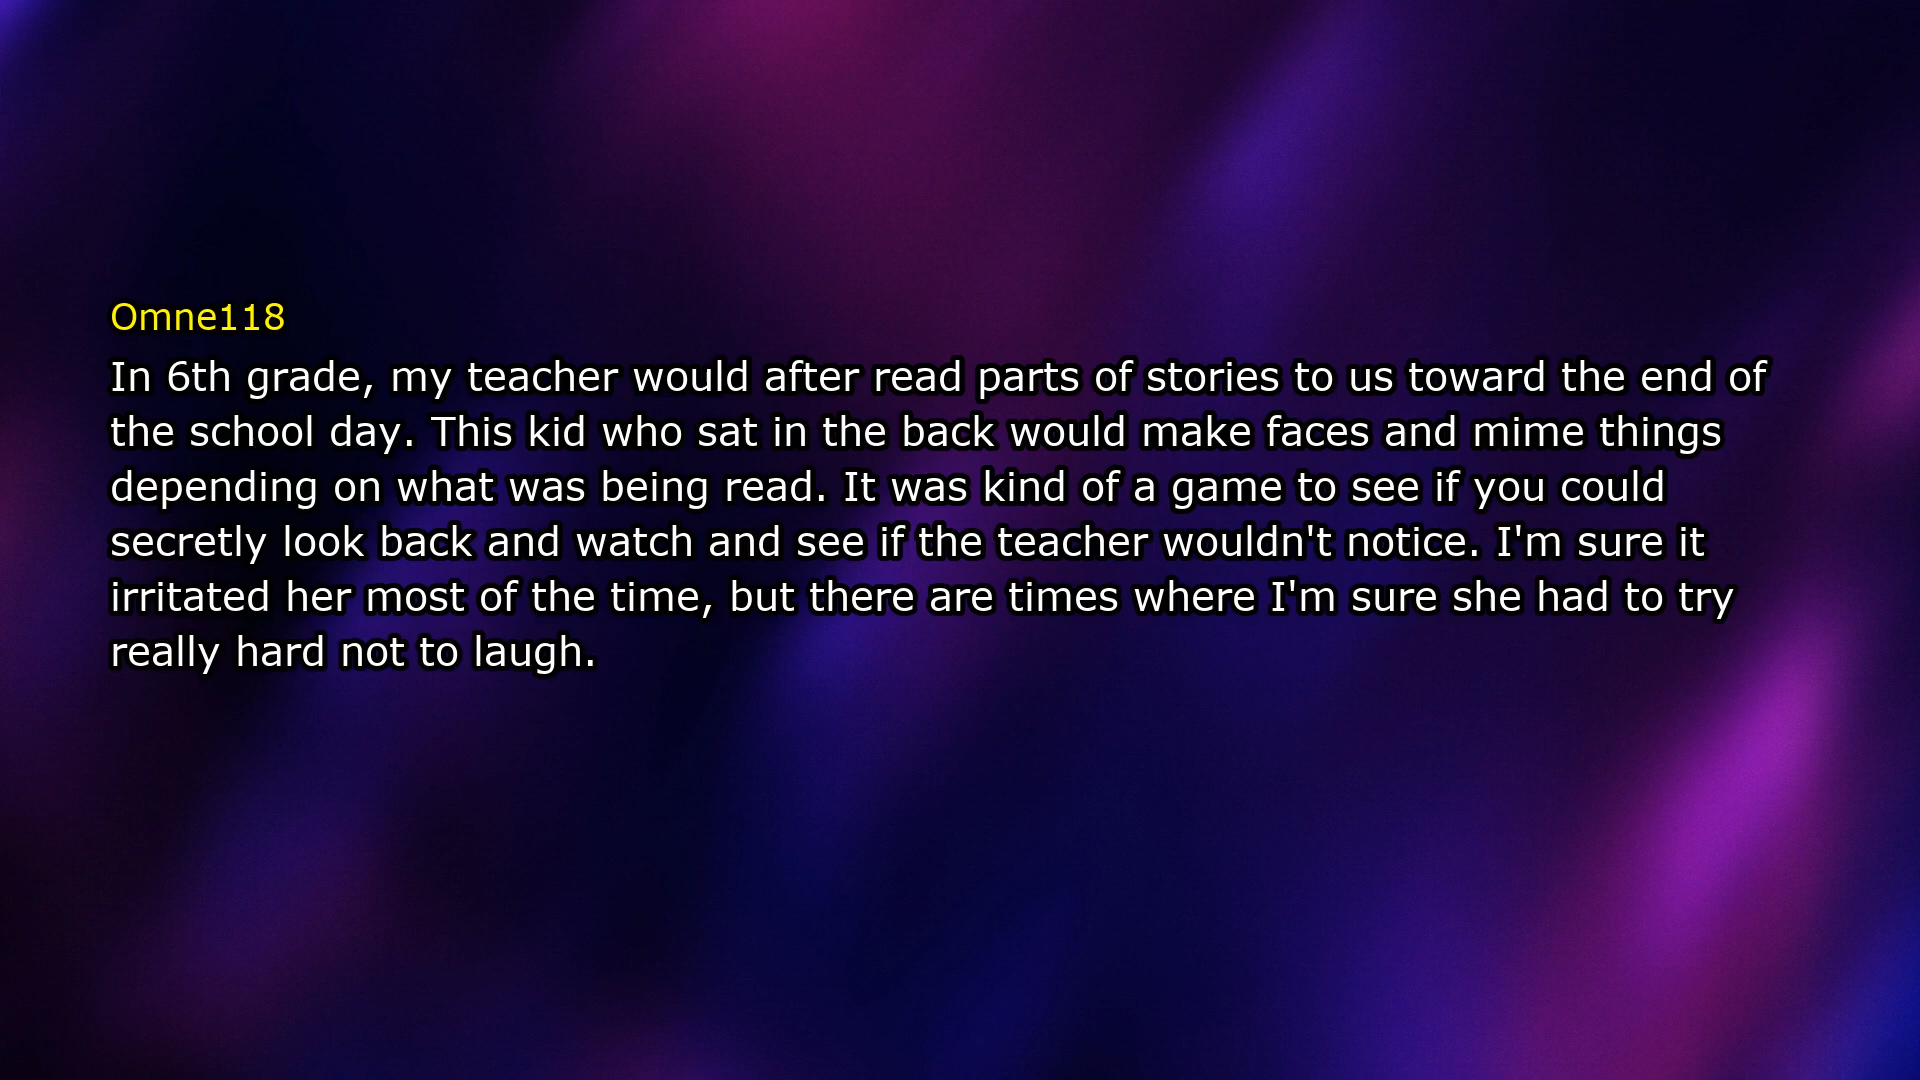 Omne118
In 6th grade, my teacher would after read parts of stories to us toward the end of
the school day. This kid who sat in the back would make faces and mime things
depending on what was being read. It was kind of a game to see if you could
secretly look back and watch and see if the teacher wouldn't notice. I'm sure it
irritated her most of the time, but there are times where I'm sure she had to try
really hard not to laugh.